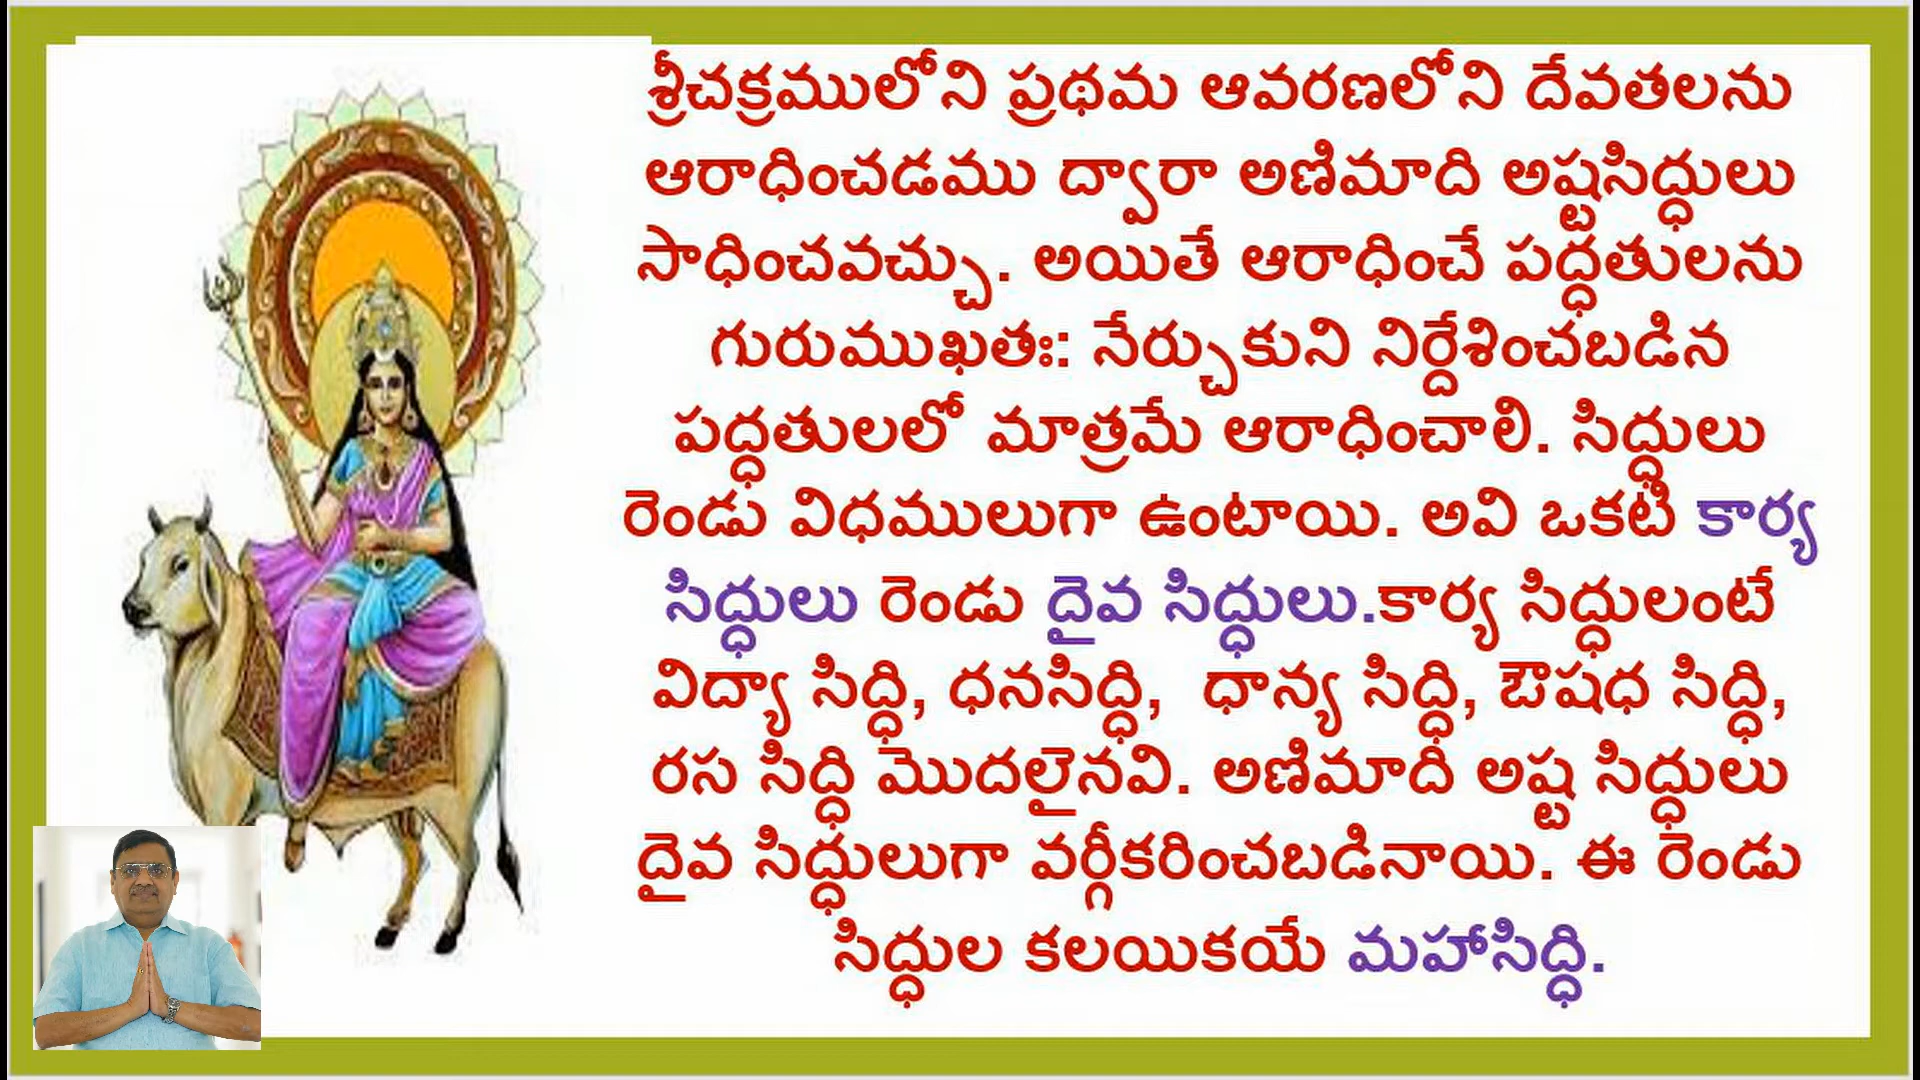 శ్రీచక్రములోని ప్రథమ ఆవరణలోని దేవతలను
ఆరాధించడము ద్వారా అణిమాది అష్టసిద్ధులు
సాధించవచ్చు. అయితే ఆరాధించే పద్ధతులను
గురుముఖతః: నేర్చుకుని నిర్దేశించబడిన
పద్ధతులలో మాత్రమే ఆరాధించాలి. సిద్ధులు
రెండు విధములుగా ఉంటాయి. అవి ఒకటి కార్య
సిద్ధులు రెండు దైవ సిద్ధులు.కార్య సిద్ధులంటే
విద్యా సిద్ధి, ధనసిద్ధి, ధాన్య సిద్ధి, ఔషధ సిద్ధి,
రస సిద్ధి మొదలైనవి. అణిమాది అష్ట సిద్ధులు
దైవ సిద్ధులుగా వర్గీకరించబడినాయి. ఈ రెండు
సిద్ధుల కలయికయే మహాసిద్ధి.